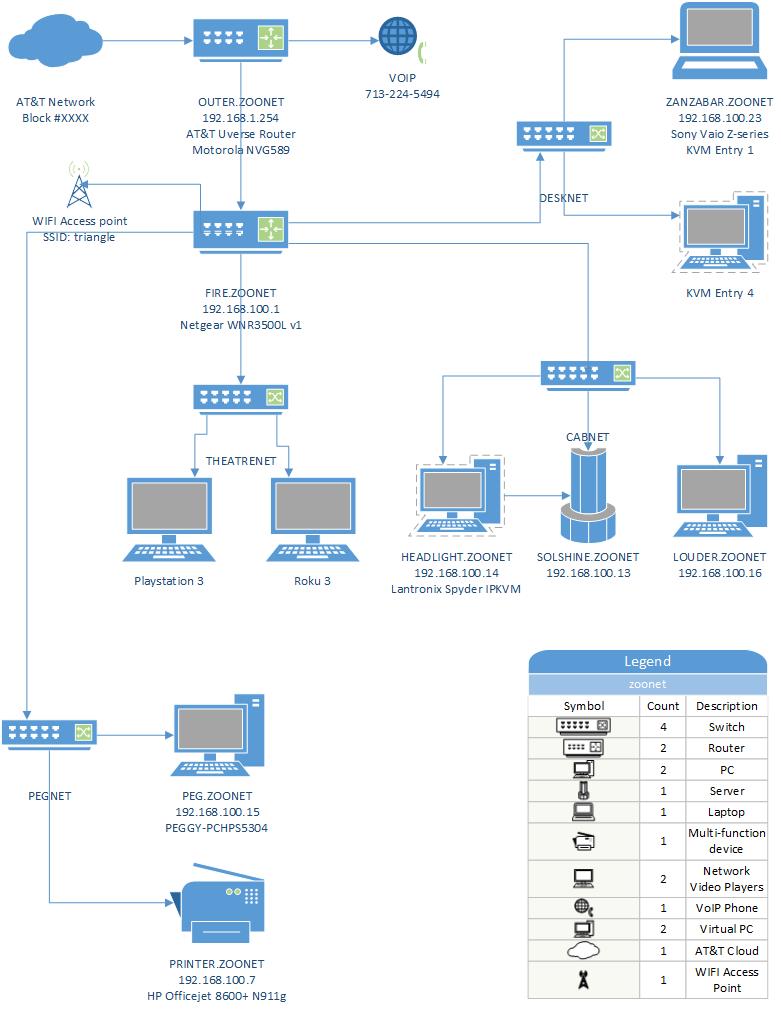 AT&T Network
Block #XXXX
OUTER.ZOONET
192.168.1.254
AT&T Uverse Router
Motorola NVG589
VOIP
713-224-5494
ZANZABAR.ZOONET
192.168.100.23
Sony Vaio Z-series
KVM Entry 1
DESKNET
WIFI Access point
SSID: triangle
KVM Entry 4
FIRE.ZOONET
192.168.100.1
Netgear WNR3500L v1
CABNET
THEATRENET
Playstation 3
Roku 3
HEADLIGHT.ZOONET
192.168.100.14
Lantronix Spyder IPKVM
SOLSHINE.ZOONET
192.168.100.13
LOUDER.ZOONET
192.168.100.16
PEGNET
PEG.ZOONET
192.168.100.15
PEGGY-PCHPS5304
PRINTER.ZOONET
192.168.100.7
HP Officejet 8600+ N911g
Legend
zoonet
Symbol Count Description
4 Switch
2 Router
2 PC
1 Server
1 Laptop
1 Multi-function
device
2 Network
Video Players
1 VoIP Phone
2 Virtual PC
1 AT&T Cloud
1 WIFI Access
Point